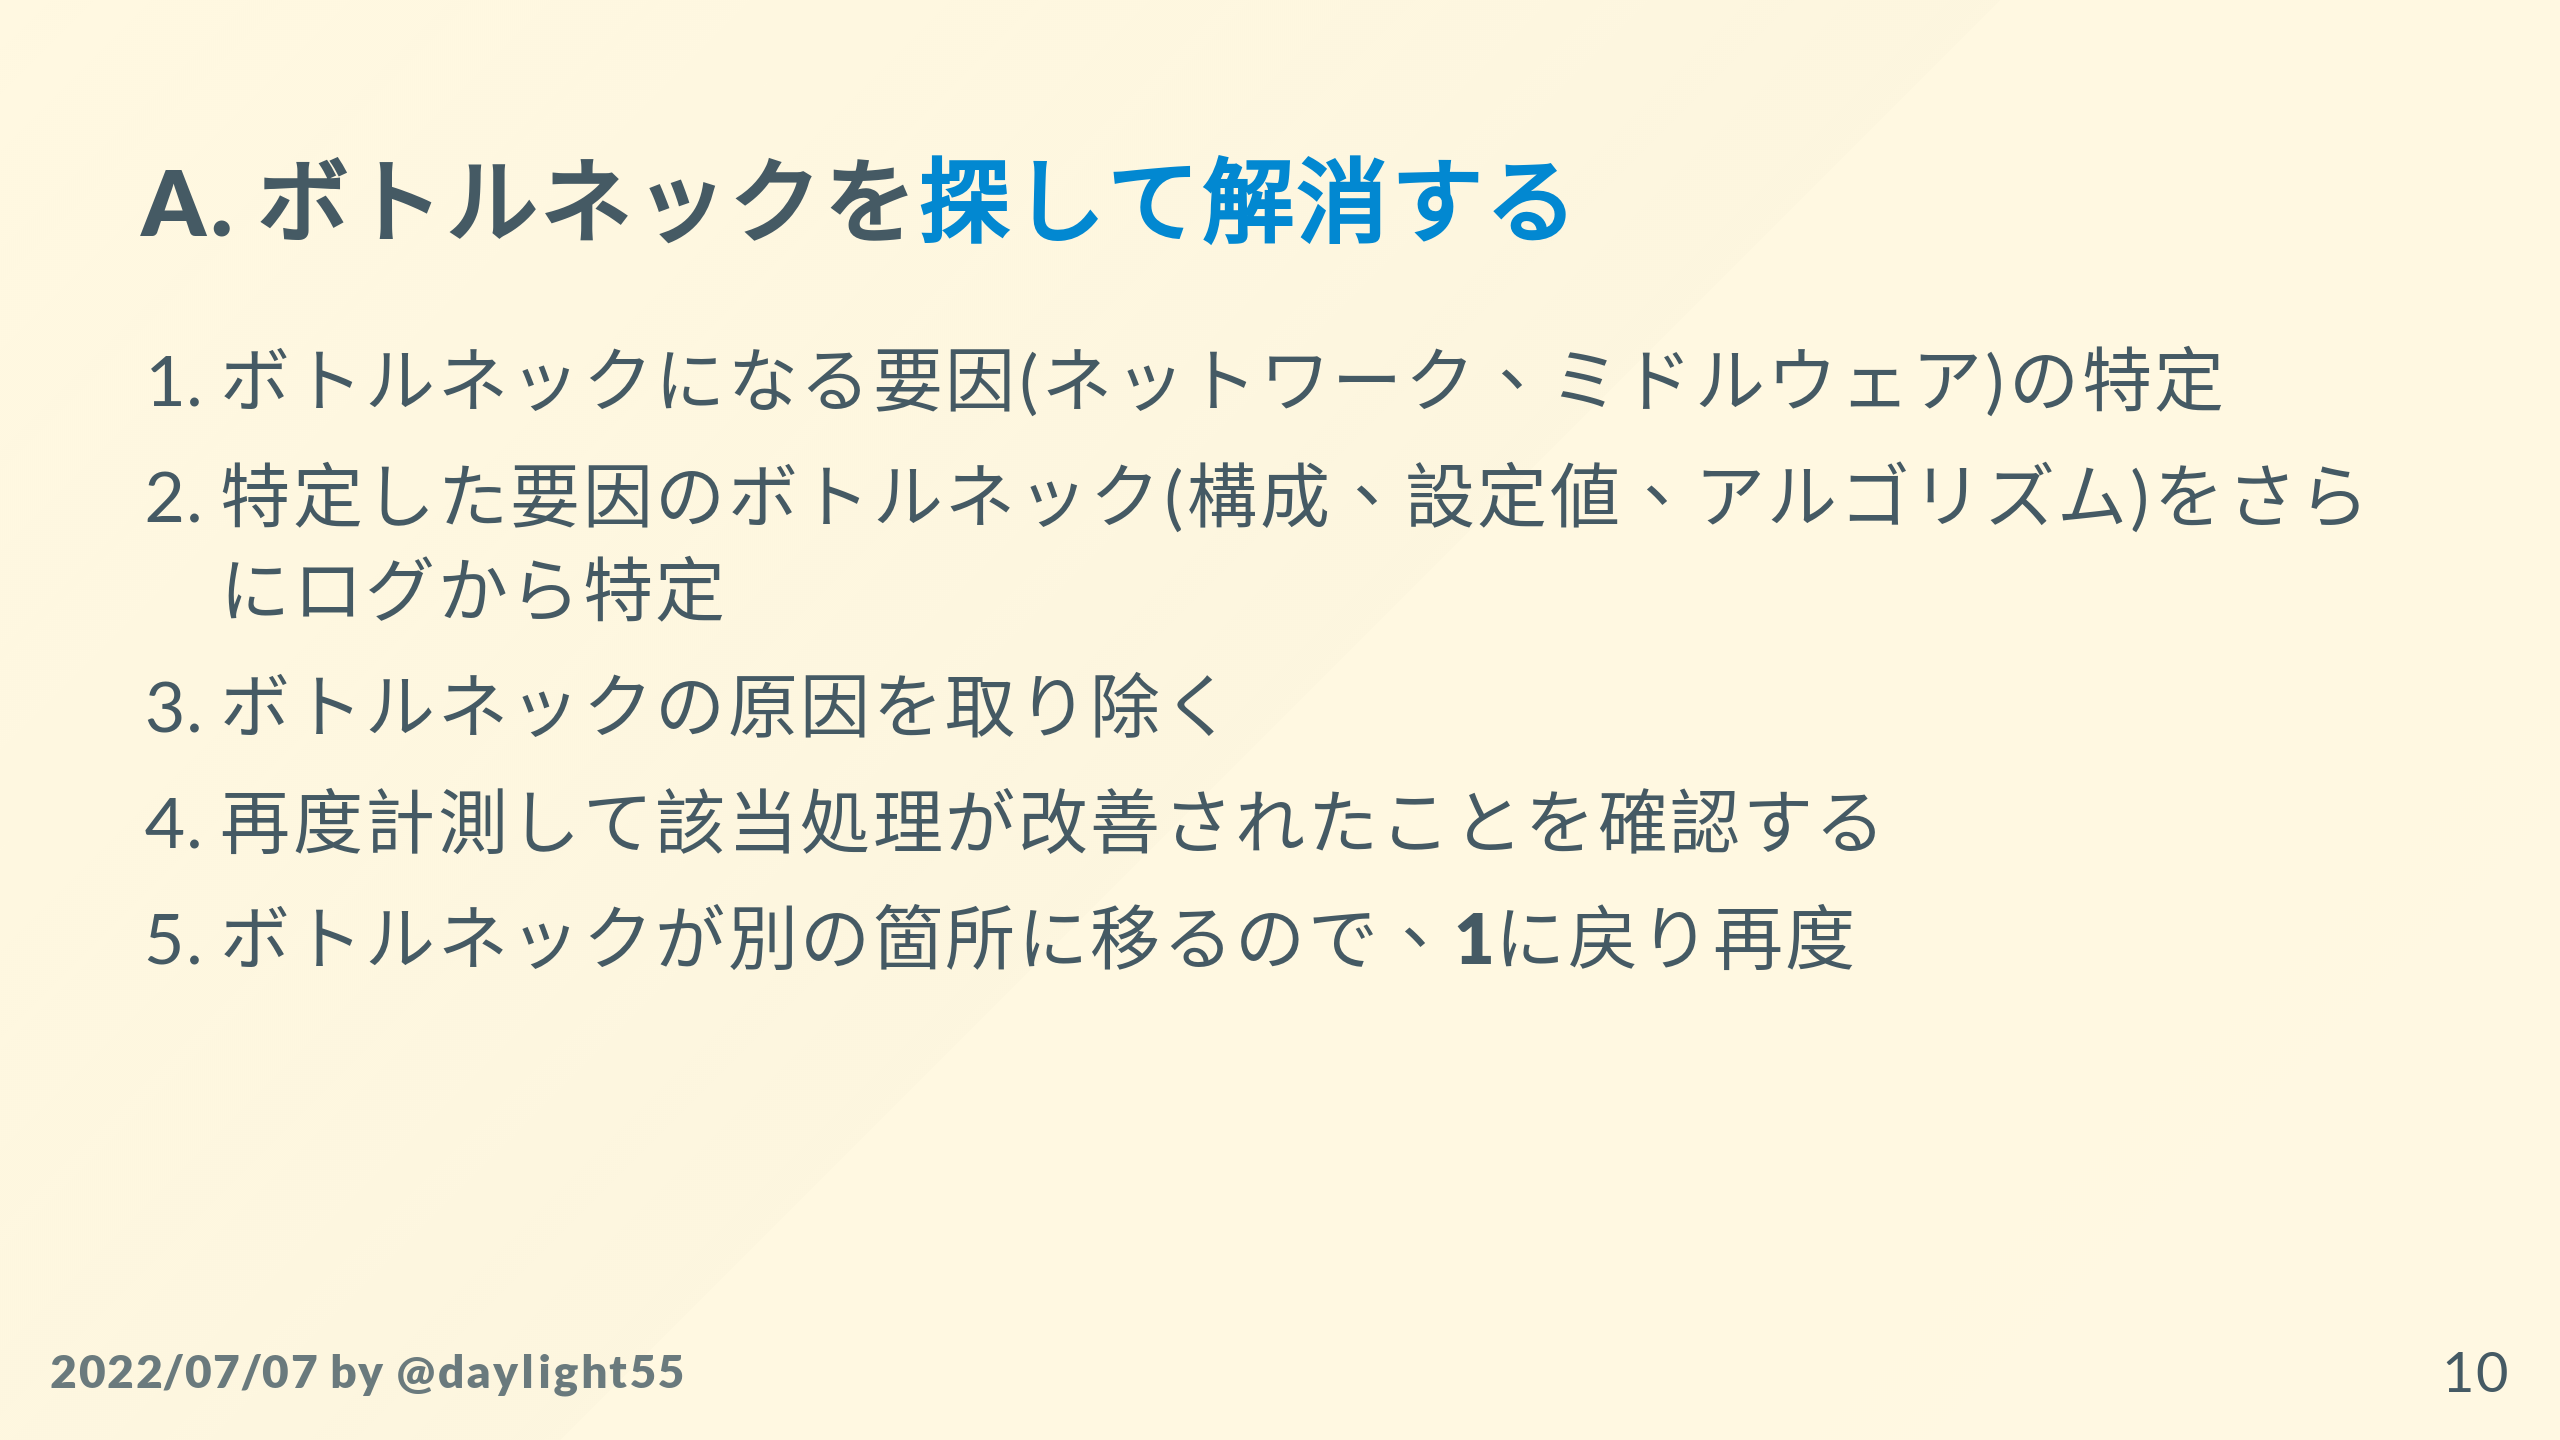 A. ボトルネックを探して解消する
1. ボトルネックになる要因(ネットワーク、ミドルウェア)の特定
2. 特定した要因のボトルネック(構成、設定値、アルゴリズム)をさら
にログから特定
3. ボトルネックの原因を取り除く
4. 再度計測して該当処理が改善されたことを確認する
5. ボトルネックが別の箇所に移るので、1に戻り再度
2022/07/07 by @daylight55
10